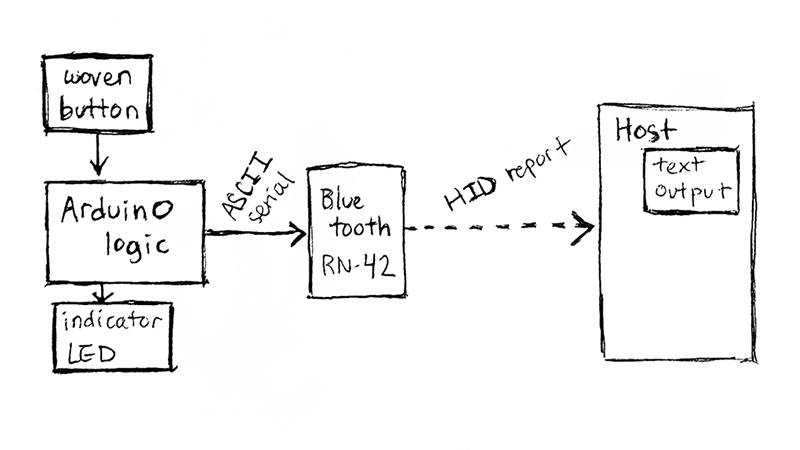 woven
button
Arduino
logic
indicator
LED
ASCII
serial
Blue
tooth
RN-42
HID report
Host
text
output